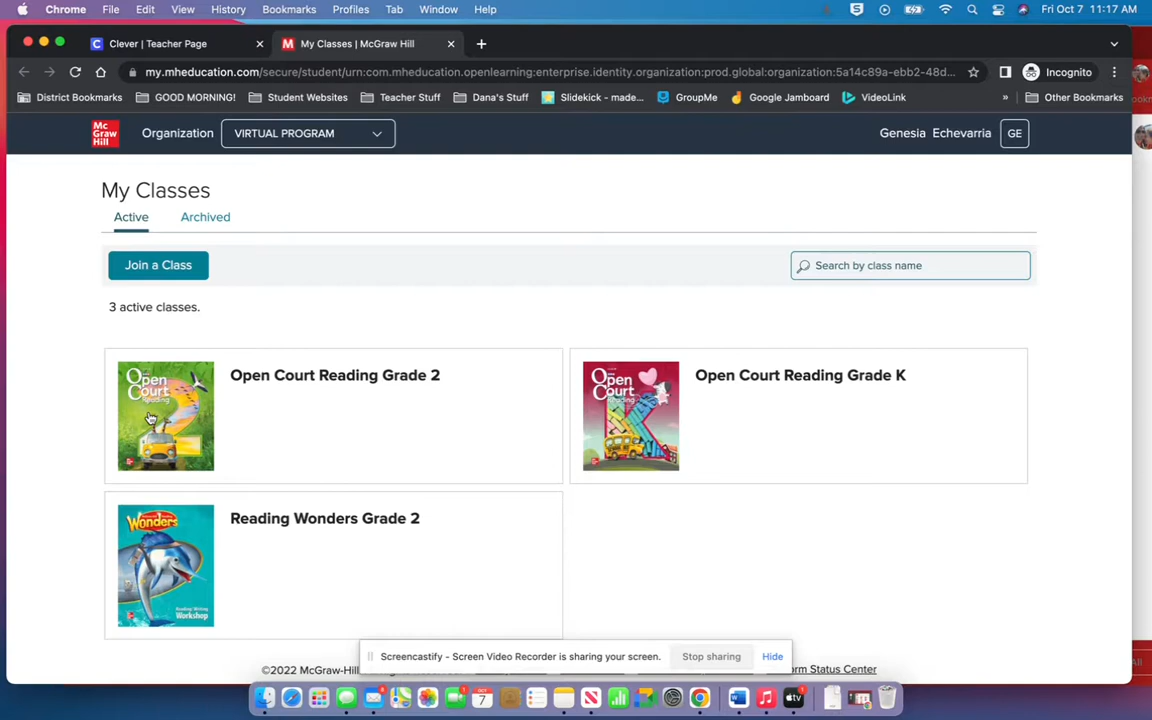 Chrome File Edit View History Bookmarks Profiles Tab Window Help Fri Oct 7 11:17 AM
Clever | Teacher Page My Classes | McGraw Hill
my.mheducation.com/secure/student/urn:com.mheducation.openlearning:enterprise.identity.organization:prod.global:organization:5a14c89a-ebb2-48d... Incognito
District Bookmarks GOOD MORNING! Student Websites Teacher Stuff Dana's Stuff Slidekick - made... GroupMe Google Jamboard VideoLink » Other Bookmarks
Mc Graw Hill Organization VIRTUAL PROGRAM Genesia Echevarria GE
My Classes
Active Archived
Join a Class Search by class name
3 active classes.
Open Court Reading
Open Court Reading Grade 2
Open Court Reading K
Open Court Reading Grade K
Wonders
Reading/Writing Workshop
Reading Wonders Grade 2
Screencastify - Screen Video Recorder is sharing your screen. Stop sharing Hide
©2022 McGraw-Hill
orm Status Center
OCT 7